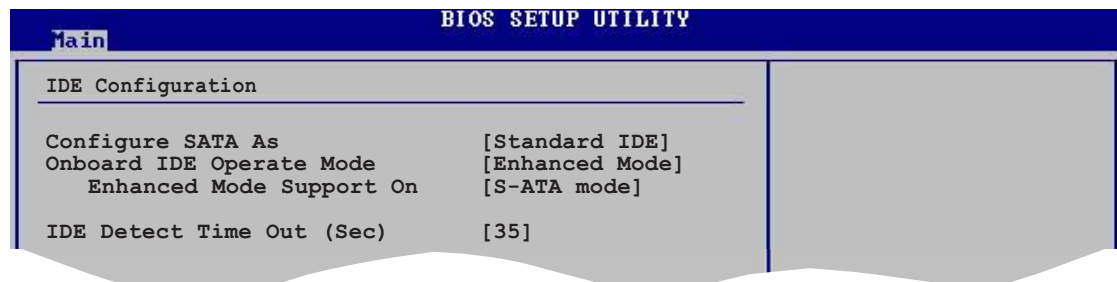 BIOS SETUP UTILITY
Main
IDE Configuration
Configure SATA As [Standard IDE]
Onboard IDE Operate Mode [Enhanced Mode]
Enhanced Mode Support On [S-ATA mode]
IDE Detect Time Out (Sec) [35]